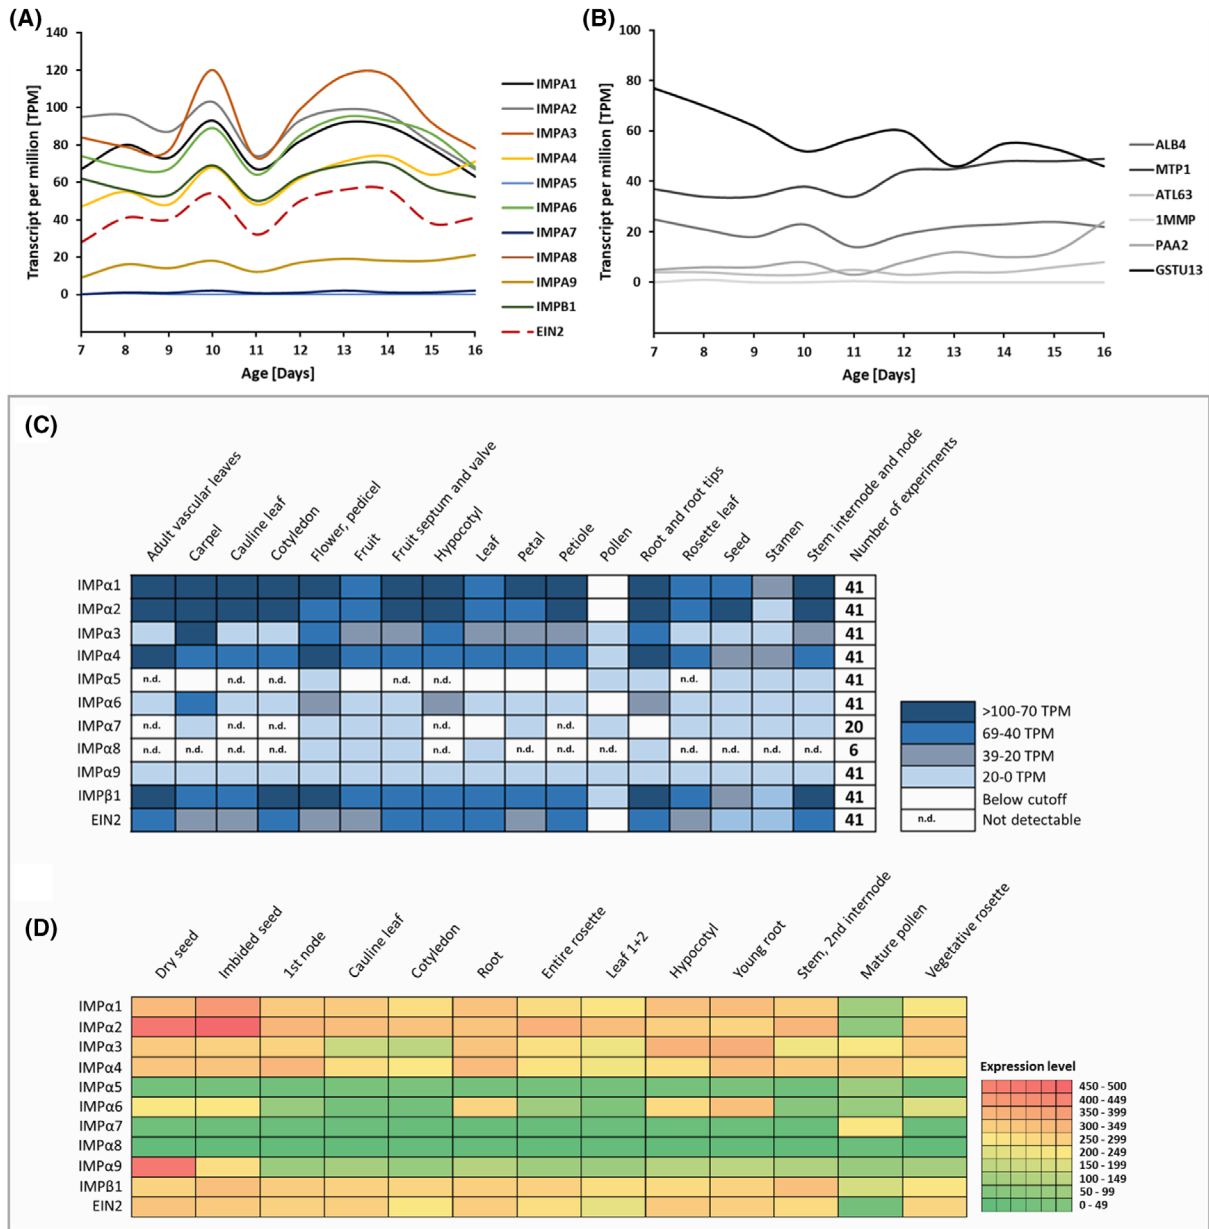 (A)
Transcript per million [TPM]
140
120
100
80
60
40
20
0
7 8 9 10 11 12 13 14 15 16
Age [Days]
IMPA1
IMPA2
IMPA3
IMPA4
IMPA5
IMPA6
IMPA7
IMPA8
IMPA9
IMPB1
EIN2
(B)
Transcript per million [TPM]
100
80
60
40
20
0
7 8 9 10 11 12 13 14 15 16
Age [Days]
ALB4
MTP1
ATL63
1MMP
PAA2
GSTU13
(C)
Adult vascular leaves
Carpel
Cauline leaf
Cotyledon
Flower, pedicel
Fruit
Fruit septum and valve
Hypocotyl
Leaf
Petal
Petiole
Pollen
Root and root tips
Rosette leaf
Seed
Stamen
Stem internode and node
Number of experiments
IMPα1 41
IMPα2 41
IMPα3 41
IMPα4 41
IMPα5 n.d. n.d. n.d. n.d. n.d. n.d. 41
IMPα6 41
IMPα7 n.d. n.d. n.d. n.d. n.d. 20
IMPα8 n.d. n.d. n.d. n.d. n.d. n.d. n.d. n.d. n.d. n.d. n.d. n.d. 6
IMPα9 41
IMPβ1 41
EIN2 41
>100-70 TPM
69-40 TPM
39-20 TPM
20-0 TPM
Below cutoff
n.d. Not detectable
(D)
Dry seed
Imbided seed
1st node
Cauline leaf
Cotyledon
Root
Entire rosette
Leaf 1+2
Hypocotyl
Young root
Stem, 2nd internode
Mature pollen
Vegetative rosette
IMPα1
IMPα2
IMPα3
IMPα4
IMPα5
IMPα6
IMPα7
IMPα8
IMPα9
IMPβ1
EIN2
Expression level
450 - 500
400 - 449
350 - 399
300 - 349
250 - 299
200 - 249
150 - 199
100 - 149
50 - 99
0 - 49